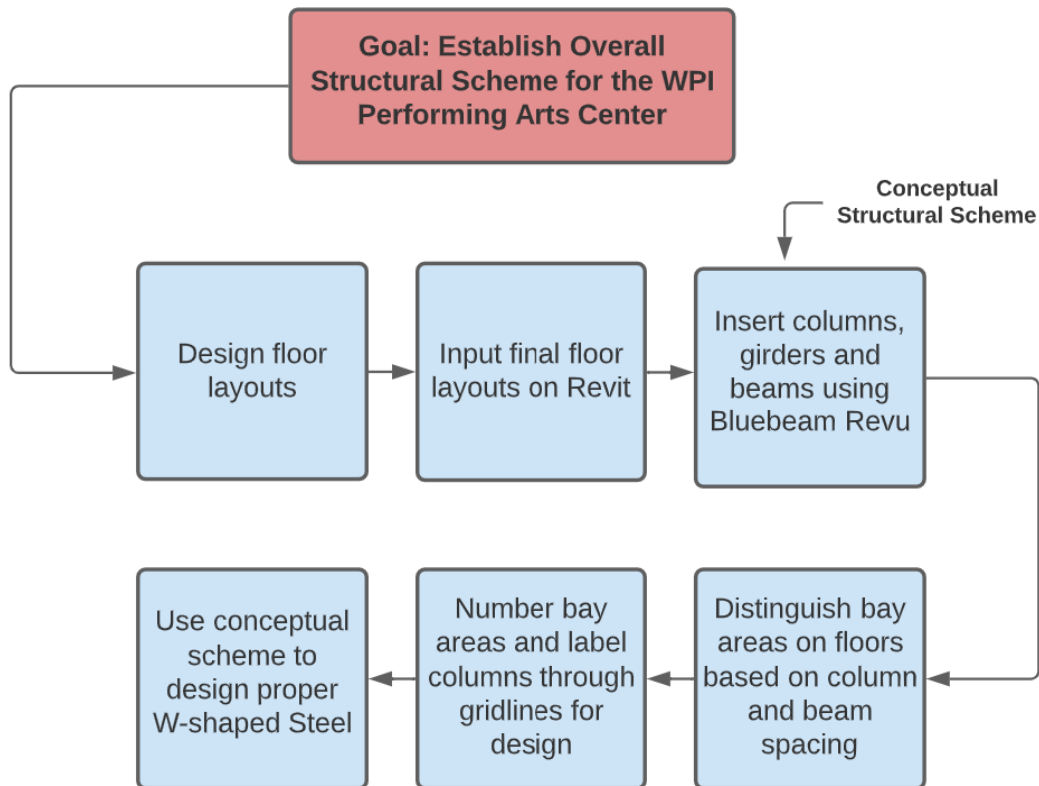 Goal: Establish Overall
Structural Scheme for the WPI
Performing Arts Center
Conceptual
Structural Scheme
Design floor
layouts
Input final floor
layouts on Revit
Insert columns,
girders and
beams using
Bluebeam Revu
Distinguish bay
areas on floors
based on column
and beam
spacing
Number bay
areas and label
columns through
gridlines for
design
Use conceptual
scheme to
design proper
W-shaped Steel